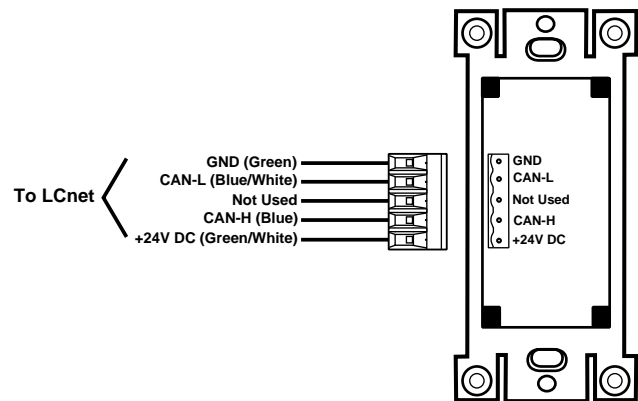 To LCnet
GND (Green)
CAN-L (Blue/White)
Not Used
CAN-H (Blue)
+24V DC (Green/White)
GND
CAN-L
Not Used
CAN-H
+24V DC